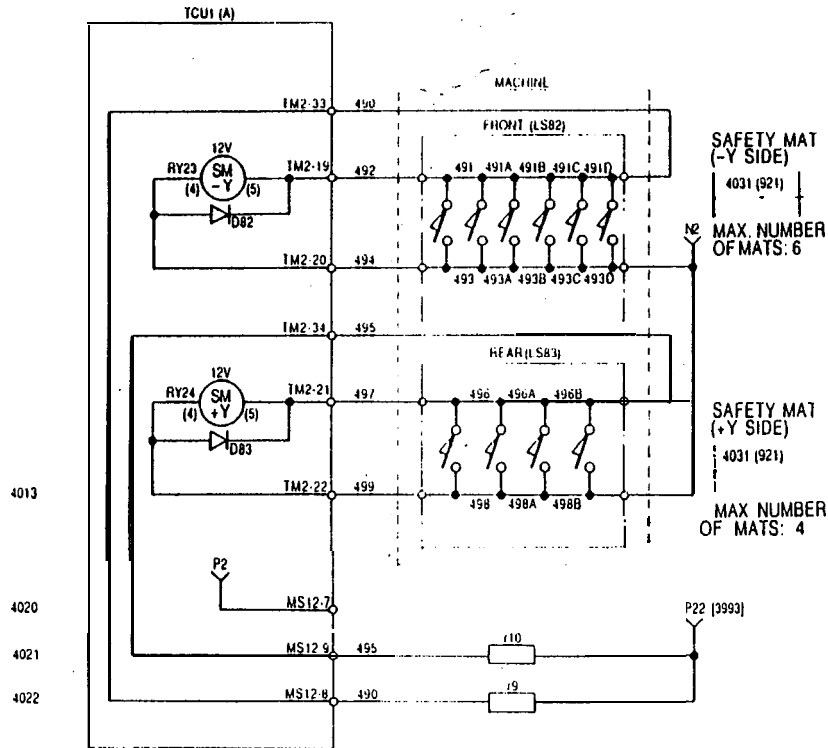 TCU1 (A)
MACHINE
TM2-33 490
FRONT (LS82)
12V
RY23 SM -Y (4) (5)
TM2-19 492
491 491A 491B 491C 491D
SAFETY MAT
(-Y SIDE)
4031 (921)
D82
N2
MAX. NUMBER
OF MATS: 6
TM2-20 494
493 493A 493B 493C 493D
TM2-34 495
REAR (LS83)
12V
RY24 SM +Y (4) (5)
TM2-21 497
496 496A 496B
SAFETY MAT
(+Y SIDE)
4031 (921)
D83
4013
TM2-22 499
498 498A 498B
MAX NUMBER
OF MATS: 4
P2
4020
MS12-7
P22 (3993)
4021
MS12 9 495
r10
4022
MS12-8 490
r9